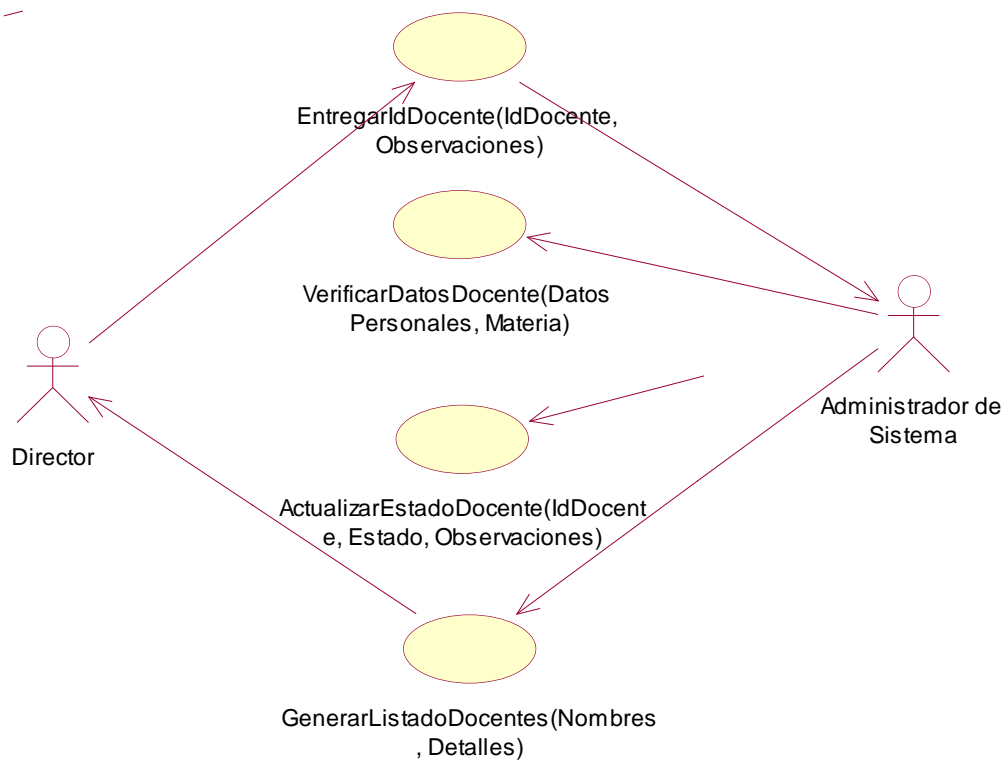 EntregarIdDocente(IdDocente,
Observaciones)
VerificarDatosDocente(Datos
Personales, Materia)
Administrador de
Sistema
Director
ActualizarEstadoDocente(IdDocent
e, Estado, Observaciones)
GenerarListadoDocentes(Nombres
, Detalles)